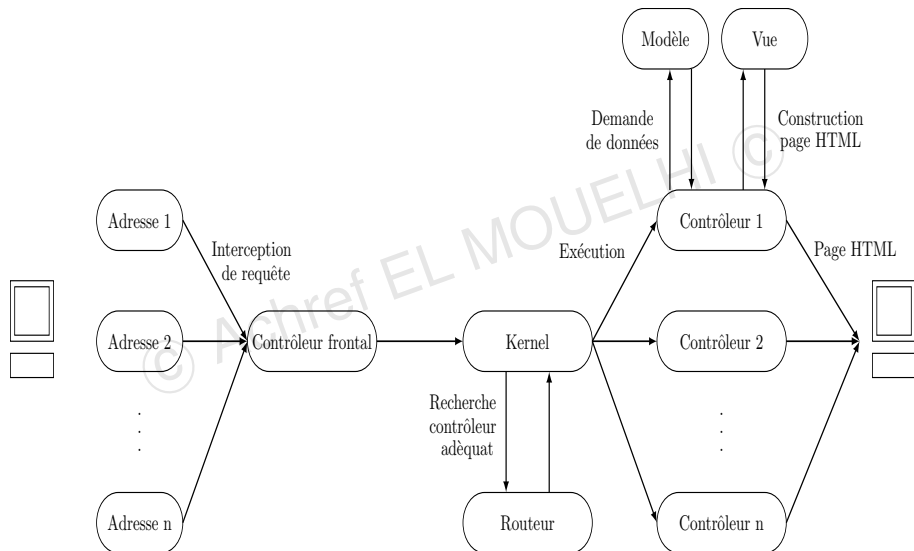 Modèle
Vue
Demande
de données
Construction
page HTML
Adresse 1
Interception
de requête
Exécution
Contrôleur 1
Page HTML
Adresse 2
Contrôleur frontal
Kernel
Contrôleur 2
Recherche
contrôleur
adèquat
Adresse n
Routeur
Contrôleur n
© Achref EL MOUELHI ©